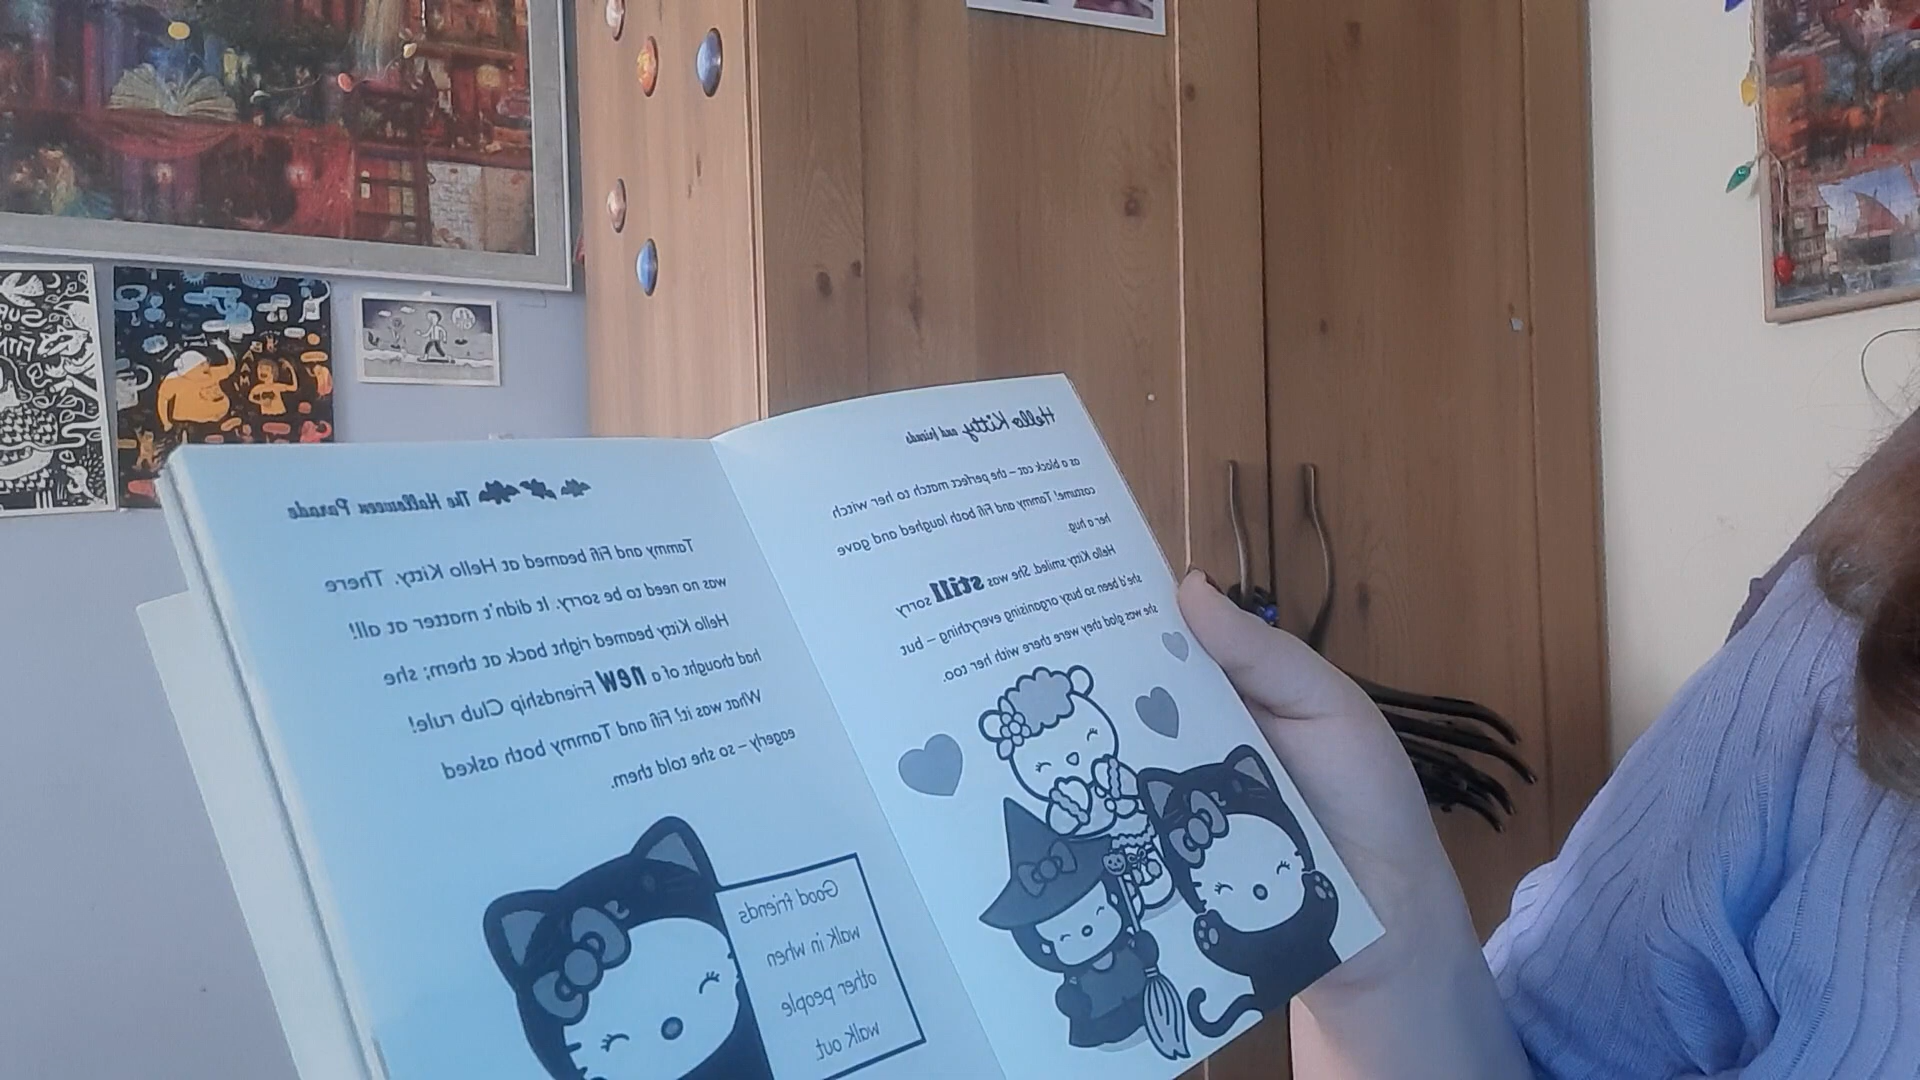 Hello Kitty and friends
as a black cat – the perfect match to her witch
costume! Tammy and Fifi both laughed and gave
her a hug.
Hello Kitty smiled. She was still sorry
she'd been so busy organising everything – but
she was glad they were there with her too.
The Halloween Parade
Tammy and Fifi beamed at Hello Kitty. There
was no need to be sorry. It didn't matter at all!
Hello Kitty beamed right back at them; she
had thought of a new Friendship Club rule!
What was it? Fifi and Tammy both asked
eagerly – so she told them.
Good friends
walk in when
other people
walk out